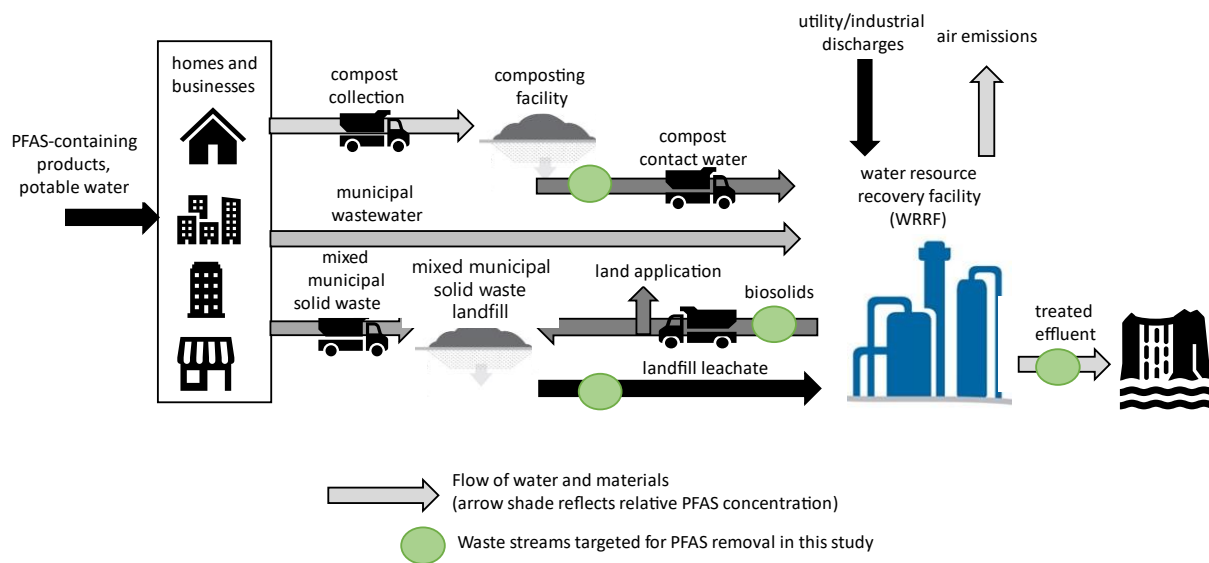 utility/industrial
discharges
air emissions
homes and
businesses
compost
collection
composting
facility
PFAS-containing
products,
potable water
compost
contact water
water resource
recovery facility
(WRRF)
municipal
wastewater
mixed
municipal
solid waste
mixed municipal
solid waste
landfill
land application
biosolids
treated
effluent
landfill leachate
Flow of water and materials
(arrow shade reflects relative PFAS concentration)
Waste streams targeted for PFAS removal in this study